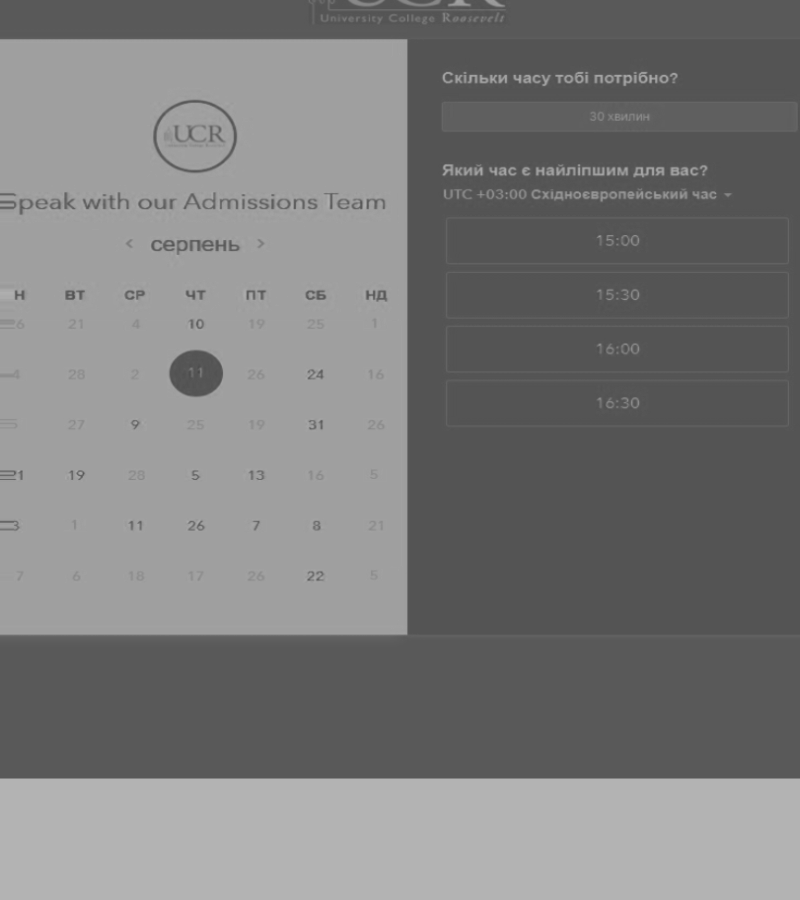 UCR
University College Roosevelt
UCR
Speak with our Admissions Team
‹ серпень ›
Н ВТ СР ЧТ ПТ СБ НД
6 21 4 10 19 25 1
4 28 2 11 26 24 16
5 27 9 25 19 31 26
21 19 28 5 13 16 5
3 1 11 26 7 8 21
7 6 18 17 26 22 5
Скільки часу тобі потрібно?
30 хвилин
Який час є найліпшим для вас?
UTC +03:00 Східноєвропейський час
15:00
15:30
16:00
16:30